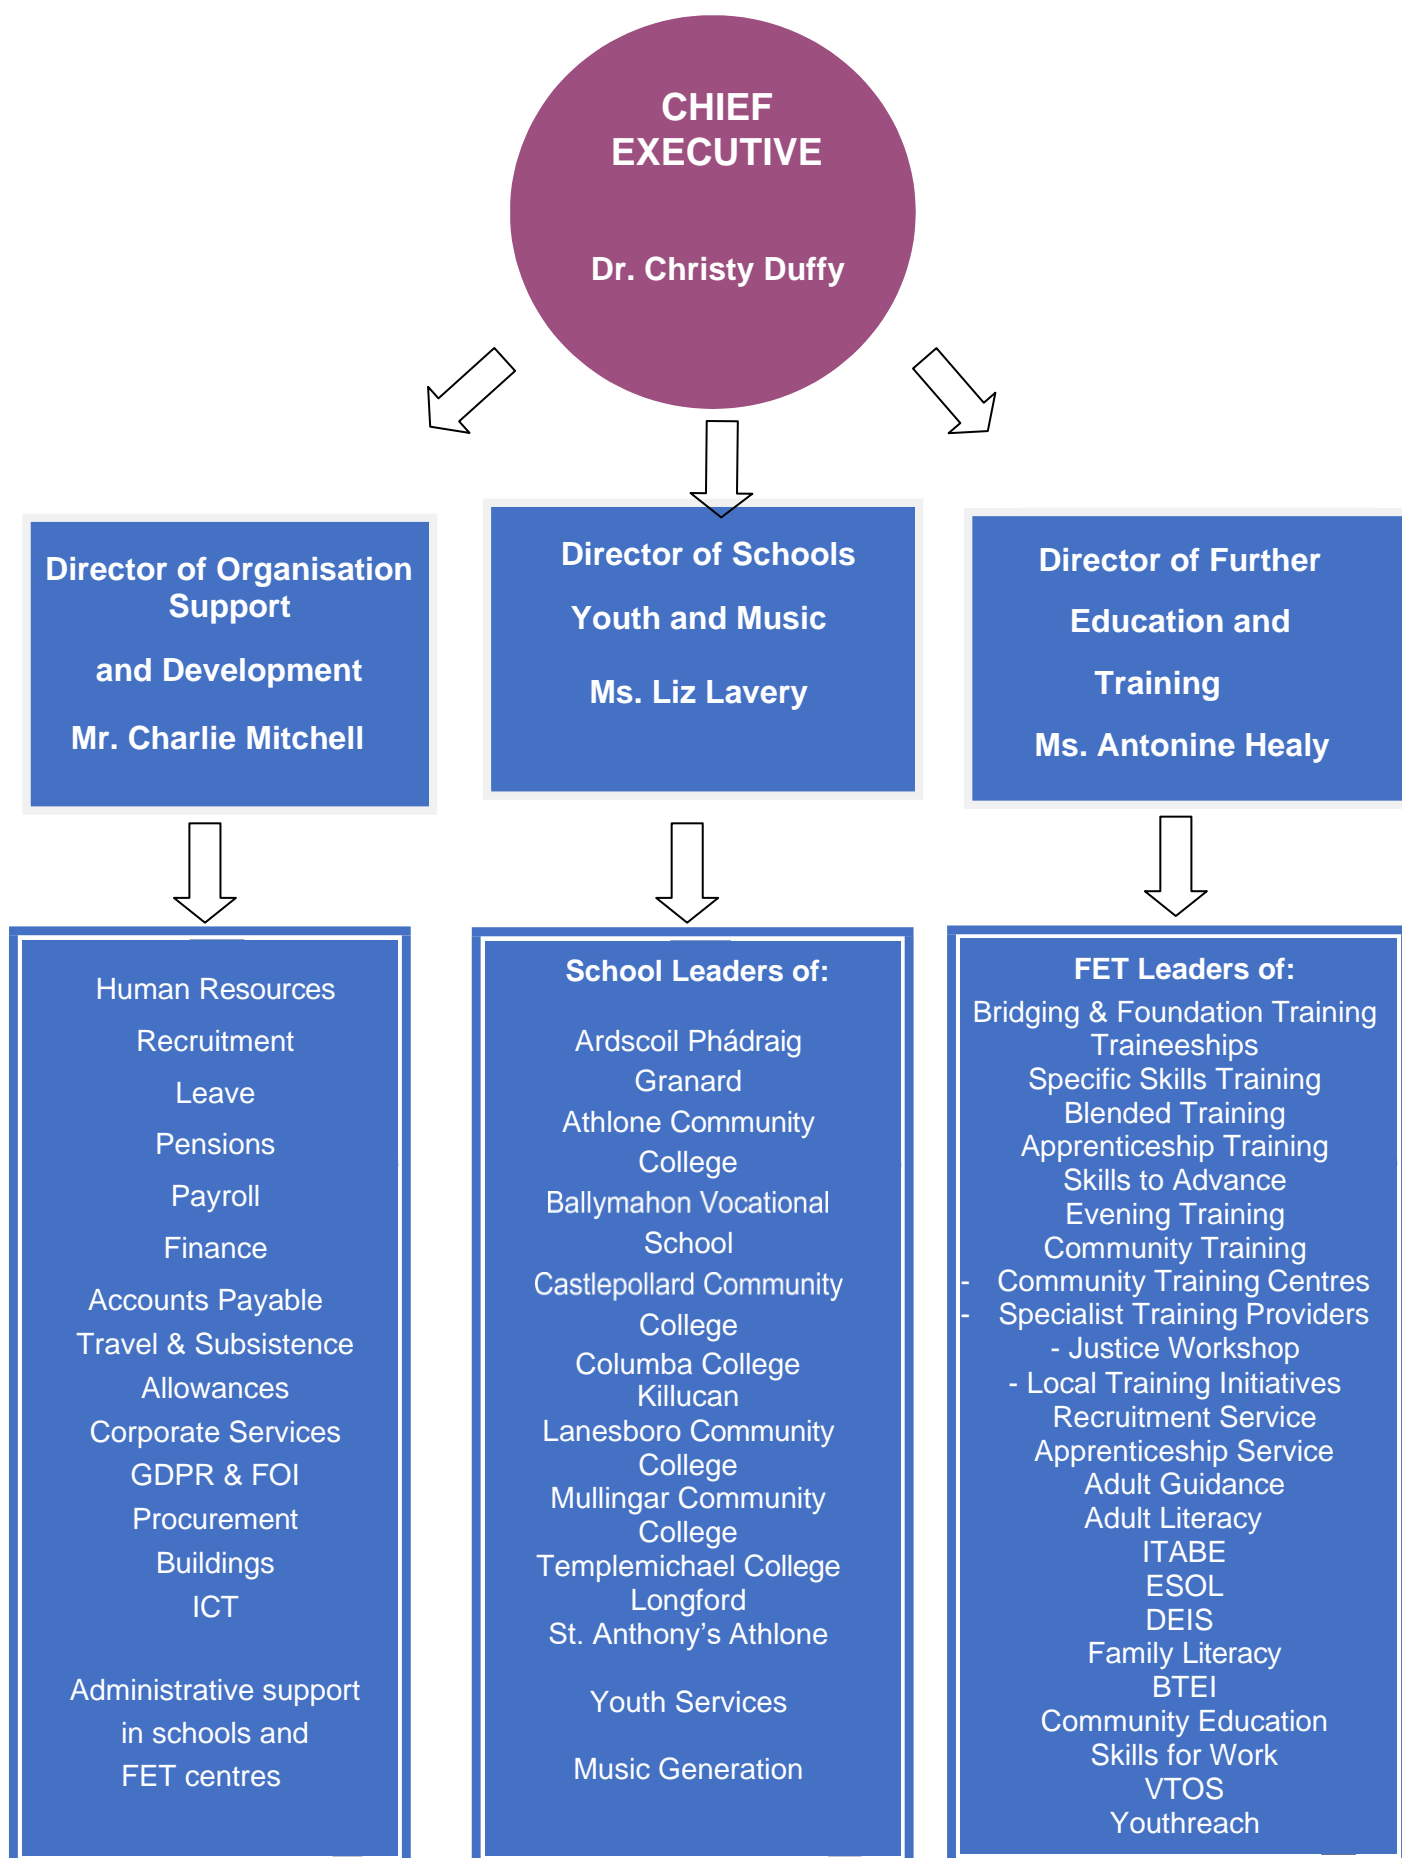 CHIEF
EXECUTIVE
Dr. Christy Duffy
Director of Organisation
Support
and Development
Mr. Charlie Mitchell
Director of Schools
Youth and Music
Ms. Liz Lavery
Director of Further
Education and
Training
Ms. Antonine Healy
Human Resources
Recruitment
Leave
Pensions
Payroll
Finance
Accounts Payable
Travel & Subsistence
Allowances
Corporate Services
GDPR & FOI
Procurement
Buildings
ICT
Administrative support
in schools and
FET centres
School Leaders of:
Ardscoil Phádraig
Granard
Athlone Community
College
Ballymahon Vocational
School
Castlepollard Community
College
Columba College
Killucan
Lanesboro Community
College
Mullingar Community
College
Templemichael College
Longford
St. Anthony’s Athlone
Youth Services
Music Generation
FET Leaders of:
Bridging & Foundation Training
Traineeships
Specific Skills Training
Blended Training
Apprenticeship Training
Skills to Advance
Evening Training
Community Training
- Community Training Centres
- Specialist Training Providers
- Justice Workshop
- Local Training Initiatives
Recruitment Service
Apprenticeship Service
Adult Guidance
Adult Literacy
ITABE
ESOL
DEIS
Family Literacy
BTEI
Community Education
Skills for Work
VTOS
Youthreach